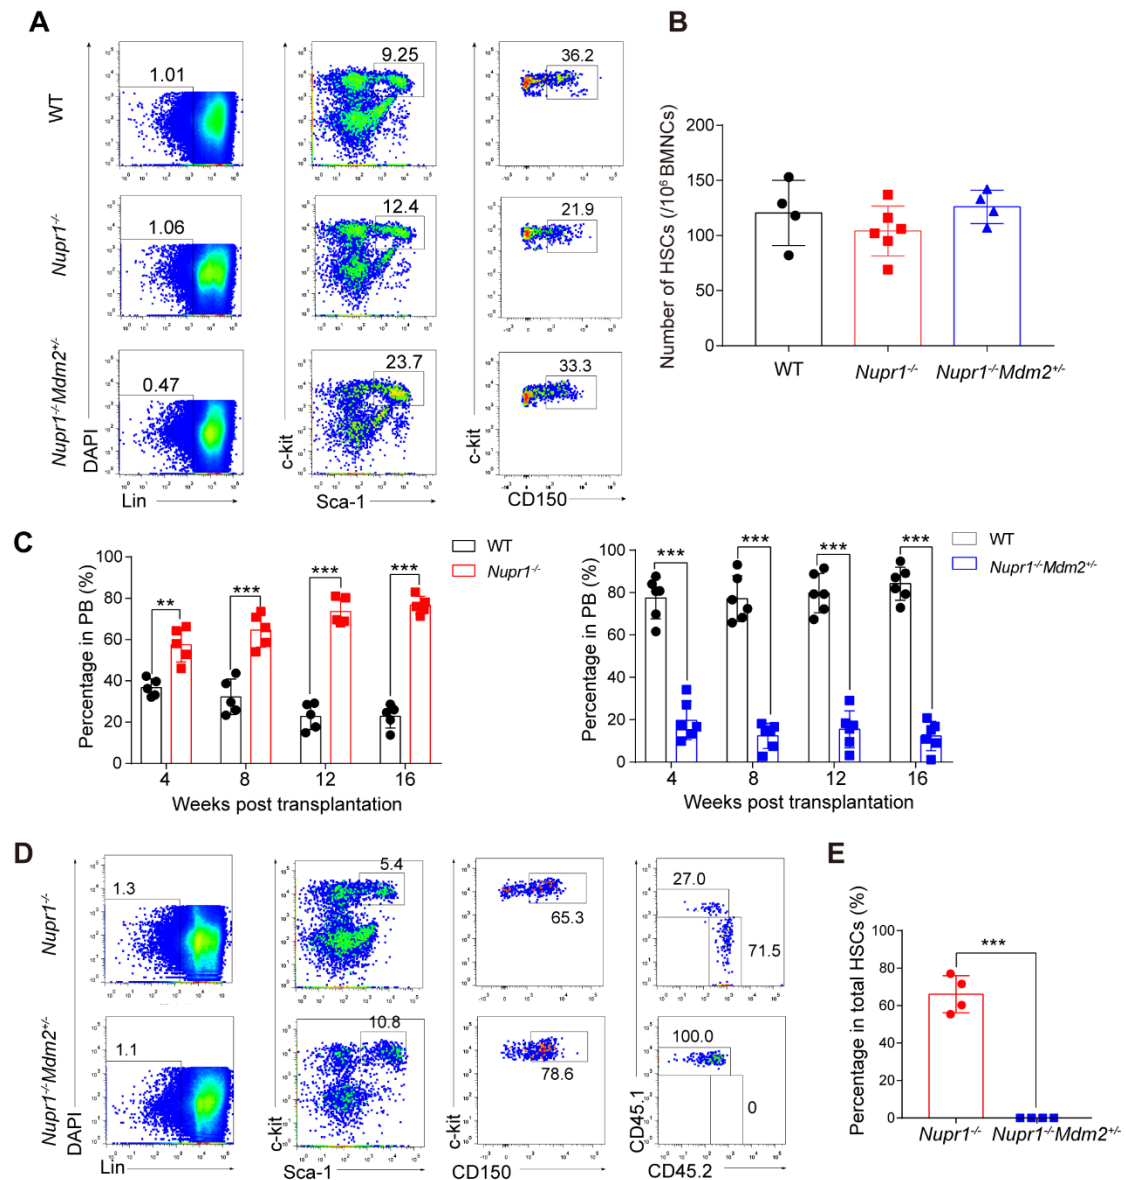 A
WT
1.01
9.25
36.2
Nupr1-/-
1.06
12.4
21.9
Nupr1-/-Mdm2+/-
0.47
23.7
33.3
DAPI
c-kit
c-kit
Lin
Sca-1
CD150
B
Number of HSCs (/10⁶ BMNCs)
200
150
100
50
0
WT
Nupr1-/-
Nupr1-/-Mdm2+/-
C
Percentage in PB (%)
100
80
60
40
20
0
** *** *** ***
WT
Nupr1-/-
4 8 12 16
Weeks post transplantation
Percentage in PB (%)
100
80
60
40
20
0
*** *** *** ***
WT
Nupr1-/-Mdm2+/-
4 8 12 16
Weeks post transplantation
D
Nupr1-/-
1.3
5.4
65.3
27.0
71.5
Nupr1-/-Mdm2+/-
1.1
10.8
78.6
100.0
0
DAPI
c-kit
c-kit
CD45.1
Lin
Sca-1
CD150
CD45.2
E
Percentage in total HSCs (%)
100
80
60
40
20
0
***
Nupr1-/-
Nupr1-/-Mdm2+/-